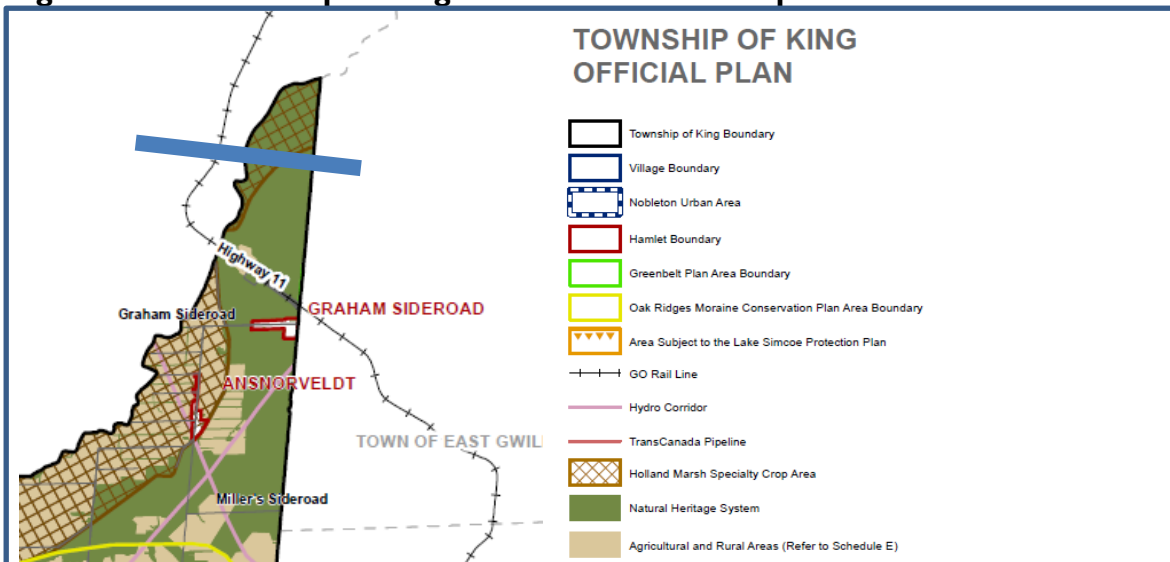 TOWNSHIP OF KING
OFFICIAL PLAN
Township of King Boundary
Village Boundary
Nobleton Urban Area
Hamlet Boundary
Greenbelt Plan Area Boundary
Oak Ridges Moraine Conservation Plan Area Boundary
Area Subject to the Lake Simcoe Protection Plan
GO Rail Line
Hydro Corridor
TransCanada Pipeline
Holland Marsh Specialty Crop Area
Natural Heritage System
Agricultural and Rural Areas (Refer to Schedule E)
Highway 11
Graham Sideroad
GRAHAM SIDEROAD
ANSNORVELDT
TOWN OF EAST
Miller's Sideroad